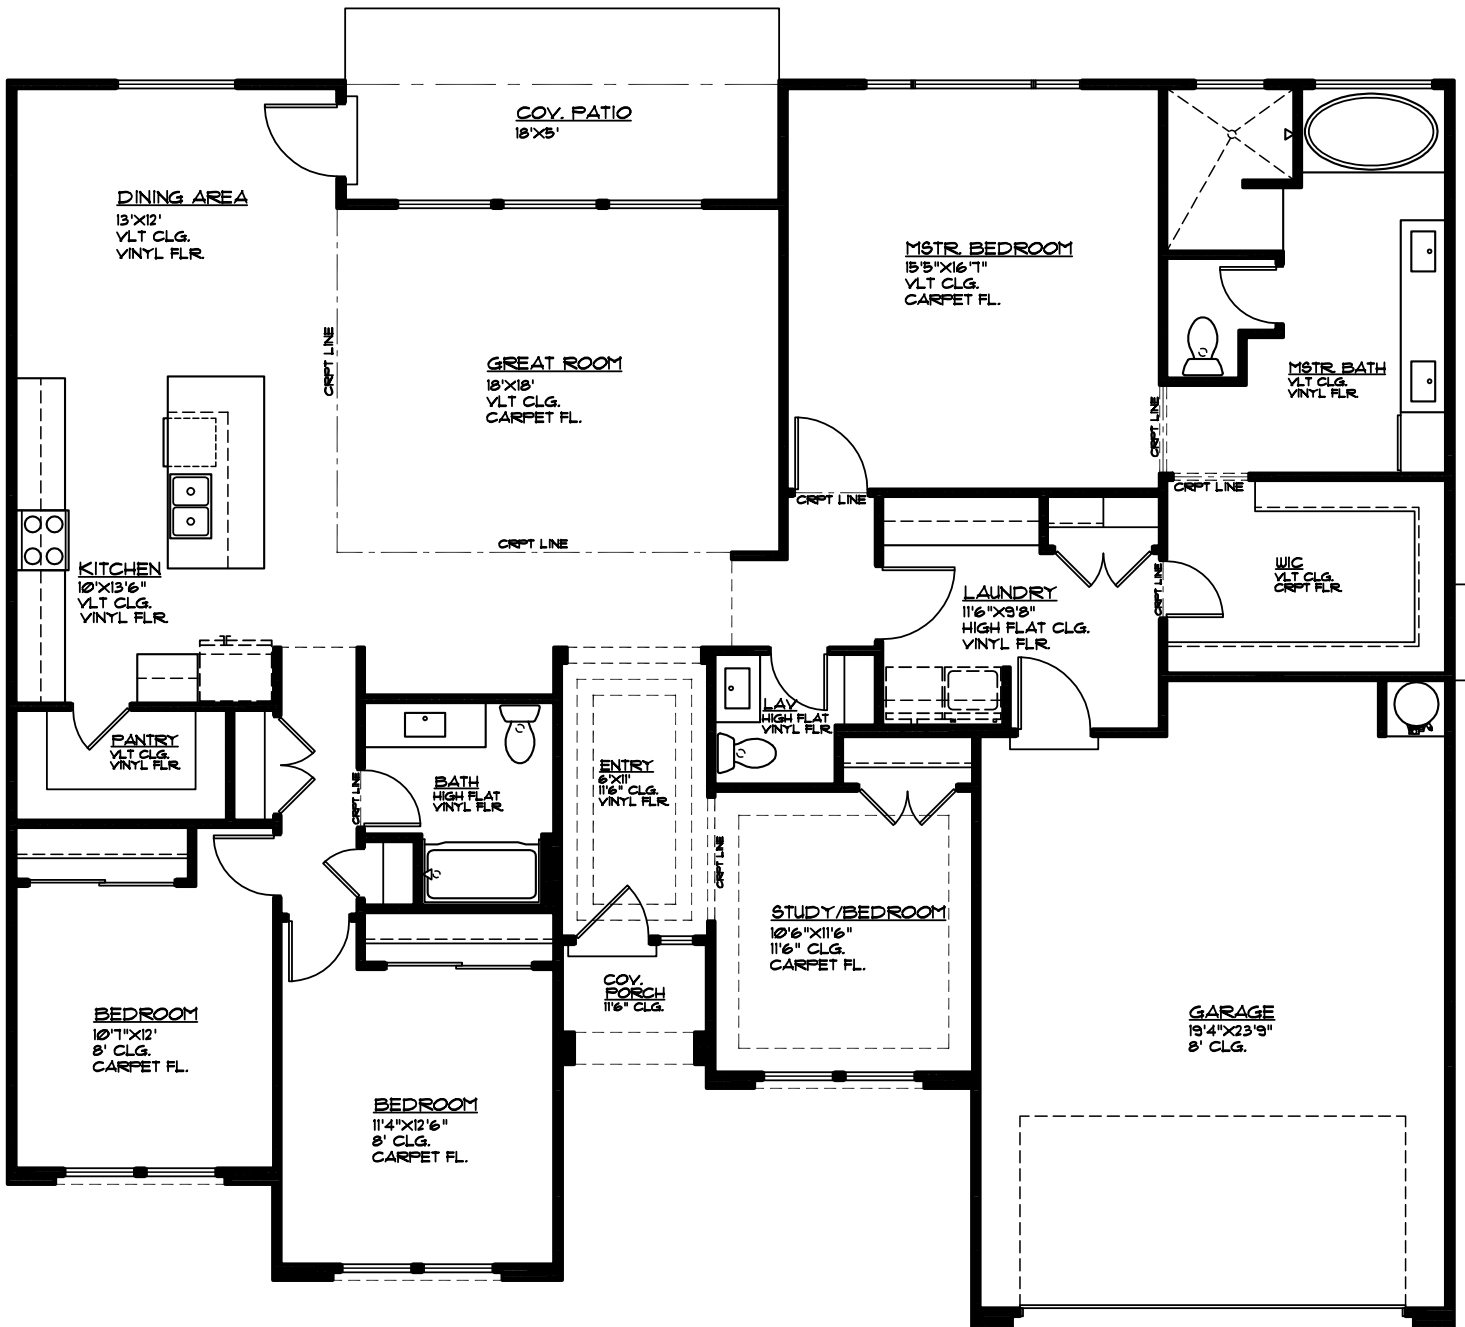 COV. PATIO
18'X5'
DINING AREA
13'X12'
VLT CLG.
VINYL FLR.
MSTR. BEDROOM
15'5"X16'7"
VLT CLG.
CARPET FL.
CRPT LINE
GREAT ROOM
18'X18'
VLT CLG.
CARPET FL.
MSTR. BATH
VLT CLG.
VINYL FLR.
CRPT LINE
CRPT LINE
CRPT LINE
CRPT LINE
KITCHEN
10'X13'6"
VLT CLG.
VINYL FLR.
LAUNDRY
11'6"X9'8"
HIGH FLAT CLG.
VINYL FLR.
CRPT LINE
WIC
VLT CLG.
CRPT FLR.
LAV
HIGH FLAT
VINYL FLR.
PANTRY
VLT CLG.
VINYL FLR.
CRPT LINE
BATH
HIGH FLAT
VINYL FLR.
ENTRY
6'X11'
11'6" CLG.
VINYL FLR.
CRPT LINE
STUDY/BEDROOM
10'6"X11'6"
11'6" CLG.
CARPET FL.
COV.
PORCH
11'6" CLG.
BEDROOM
10'7"X12'
8' CLG.
CARPET FL.
GARAGE
19'4"X23'9"
8' CLG.
BEDROOM
11'4"X12'6"
8' CLG.
CARPET FL.